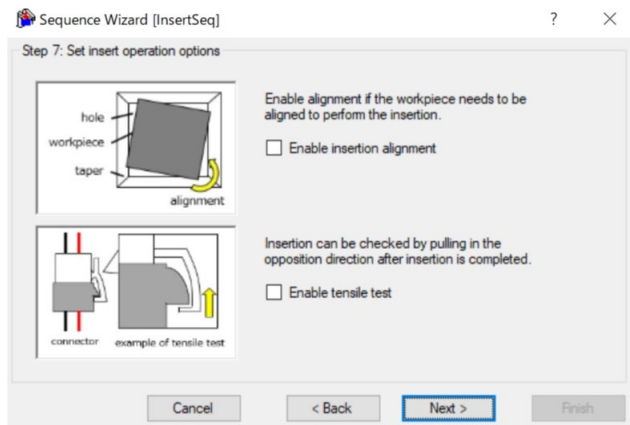 Sequence Wizard [InsertSeq]
Step 7: Set insert operation options
hole
workpiece
taper
alignment
Enable alignment if the workpiece needs to be
aligned to perform the insertion.
Enable insertion alignment
connector
example of tensile test
Insertion can be checked by pulling in the
opposition direction after insertion is completed.
Enable tensile test
Cancel
< Back
Next >
Finish